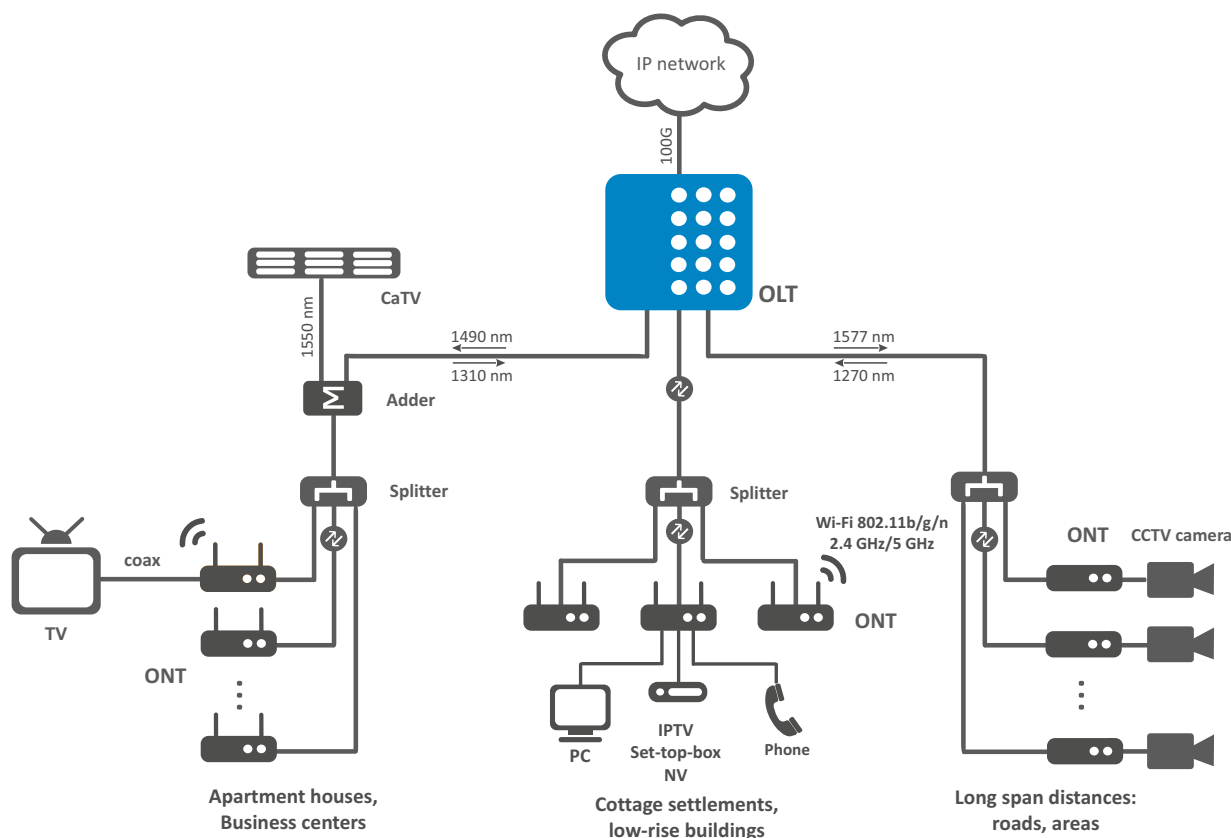 IP network
100G
OLT
CaTV
1550 nm
1490 nm
1310 nm
1577 nm
1270 nm
M
Adder
Splitter
Splitter
Wi-Fi 802.11b/g/n
2.4 GHz/5 GHz
ONT
CCTV camera
coax
TV
ONT
ONT
PC
IPTV
Set-top-box
NV
Phone
Apartment houses,
Business centers
Cottage settlements,
low-rise buildings
Long span distances:
roads, areas